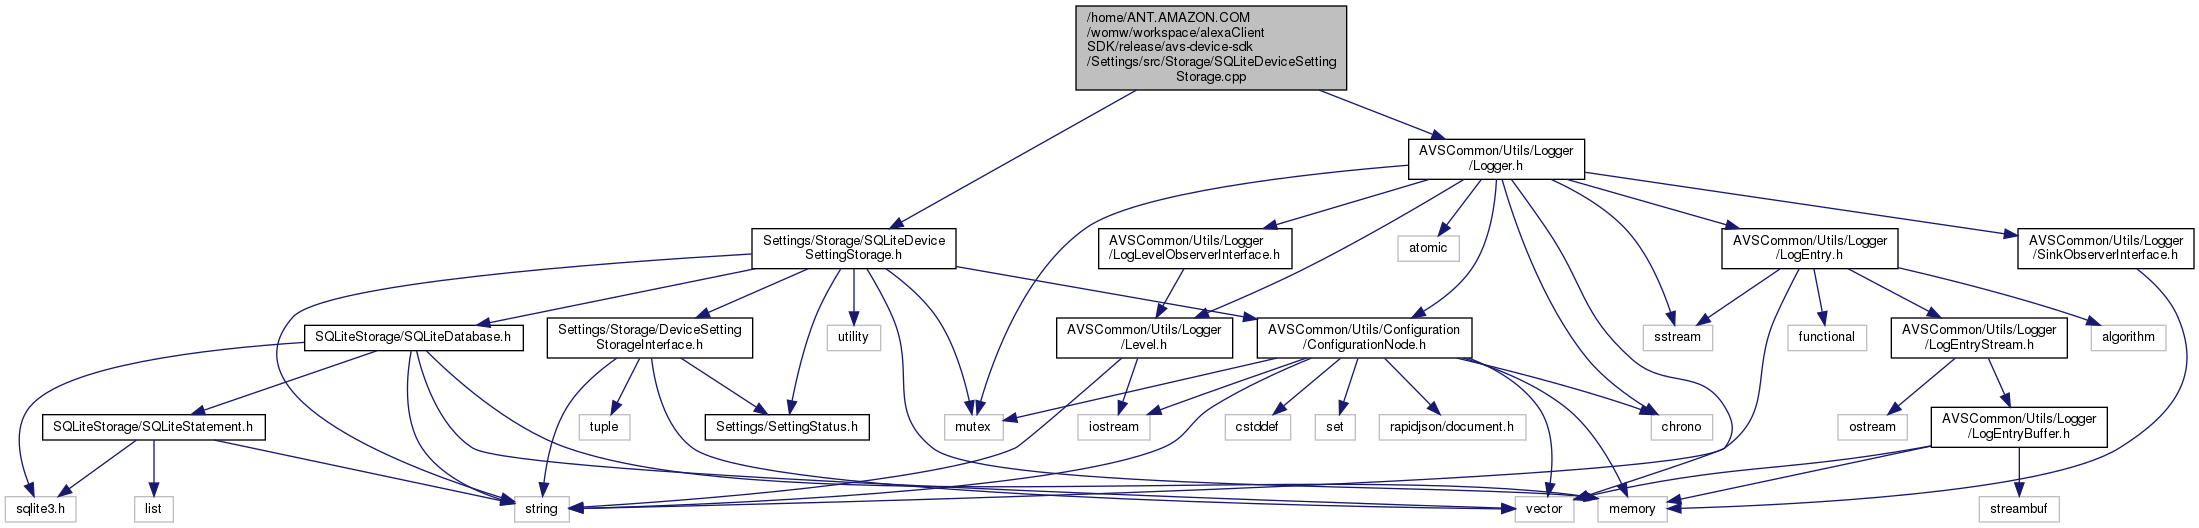 /home/ANT.AMAZON.COM
/womw/workspace/alexaClient
SDK/release/avs-device-sdk
/Settings/src/Storage/SQLiteDeviceSetting
Storage.cpp
AVSCommon/Utils/Logger
/Logger.h
Settings/Storage/SQLiteDevice
SettingStorage.h
AVSCommon/Utils/Logger
/LogLevelObserverInterface.h
atomic
AVSCommon/Utils/Logger
/LogEntry.h
AVSCommon/Utils/Logger
/SinkObserverInterface.h
SQLiteStorage/SQLiteDatabase.h
Settings/Storage/DeviceSetting
StorageInterface.h
utility
AVSCommon/Utils/Logger
/Level.h
AVSCommon/Utils/Configuration
/ConfigurationNode.h
sstream
functional
AVSCommon/Utils/Logger
/LogEntryStream.h
algorithm
SQLiteStorage/SQLiteStatement.h
tuple
Settings/SettingStatus.h
mutex
iostream
cstddef
set
rapidjson/document.h
chrono
ostream
AVSCommon/Utils/Logger
/LogEntryBuffer.h
sqlite3.h
list
string
vector
memory
streambuf